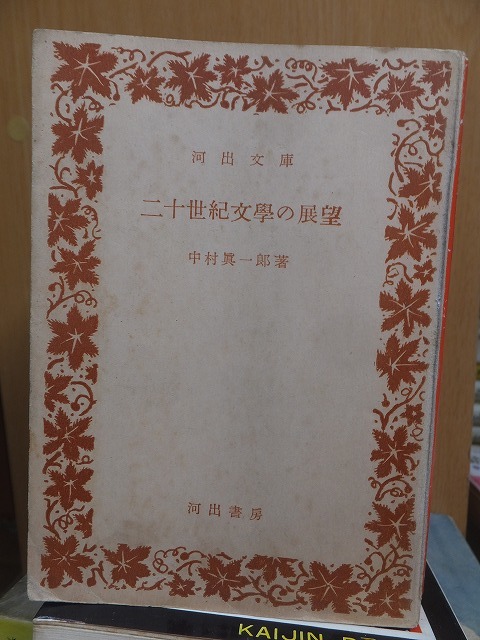 河出文庫
二十世紀文學の展望
中村眞一郎著
河出書房
KAIJIN